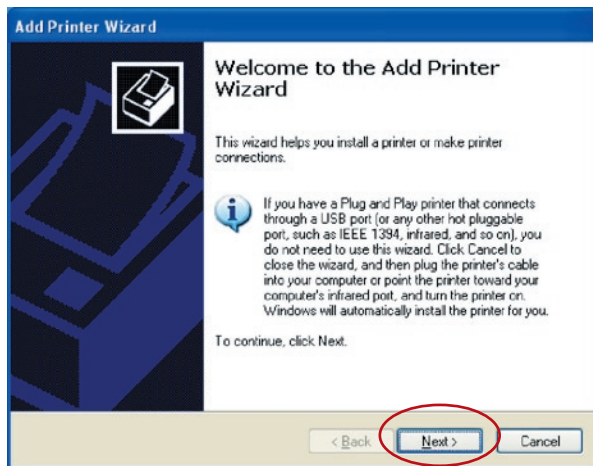 Add Printer Wizard
Welcome to the Add Printer
Wizard
This wizard helps you install a printer or make printer
connections.
If you have a Plug and Play printer that connects
through a USB port (or any other hot pluggable
port, such as IEEE 1394, infrared, and so on), you
do not need to use this wizard. Click Cancel to
close the wizard, and then plug the printer's cable
into your computer or point the printer toward your
computer's infrared port, and turn the printer on.
Windows will automatically install the printer for you.
To continue, click Next.
< Back Next > Cancel